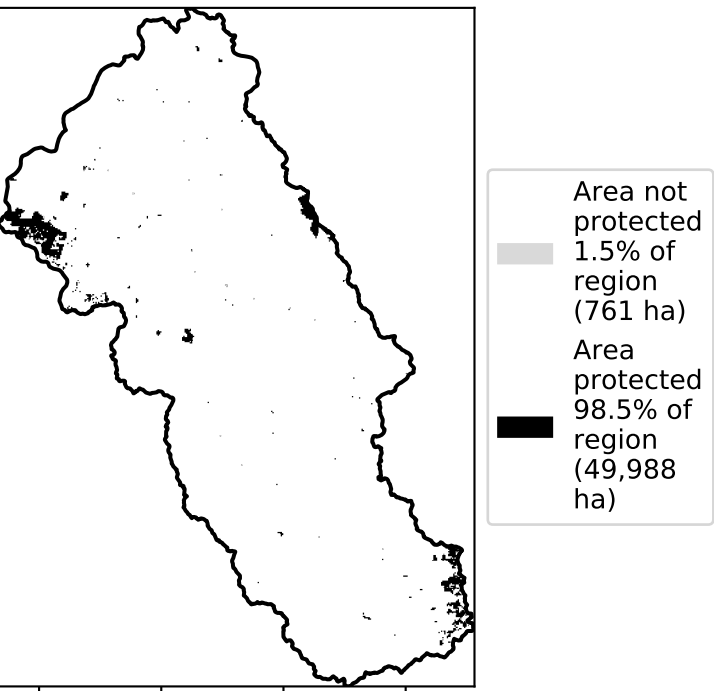 Area not
protected
1.5% of
region
(761 ha)
Area
protected
98.5% of
region
(49,988
ha)